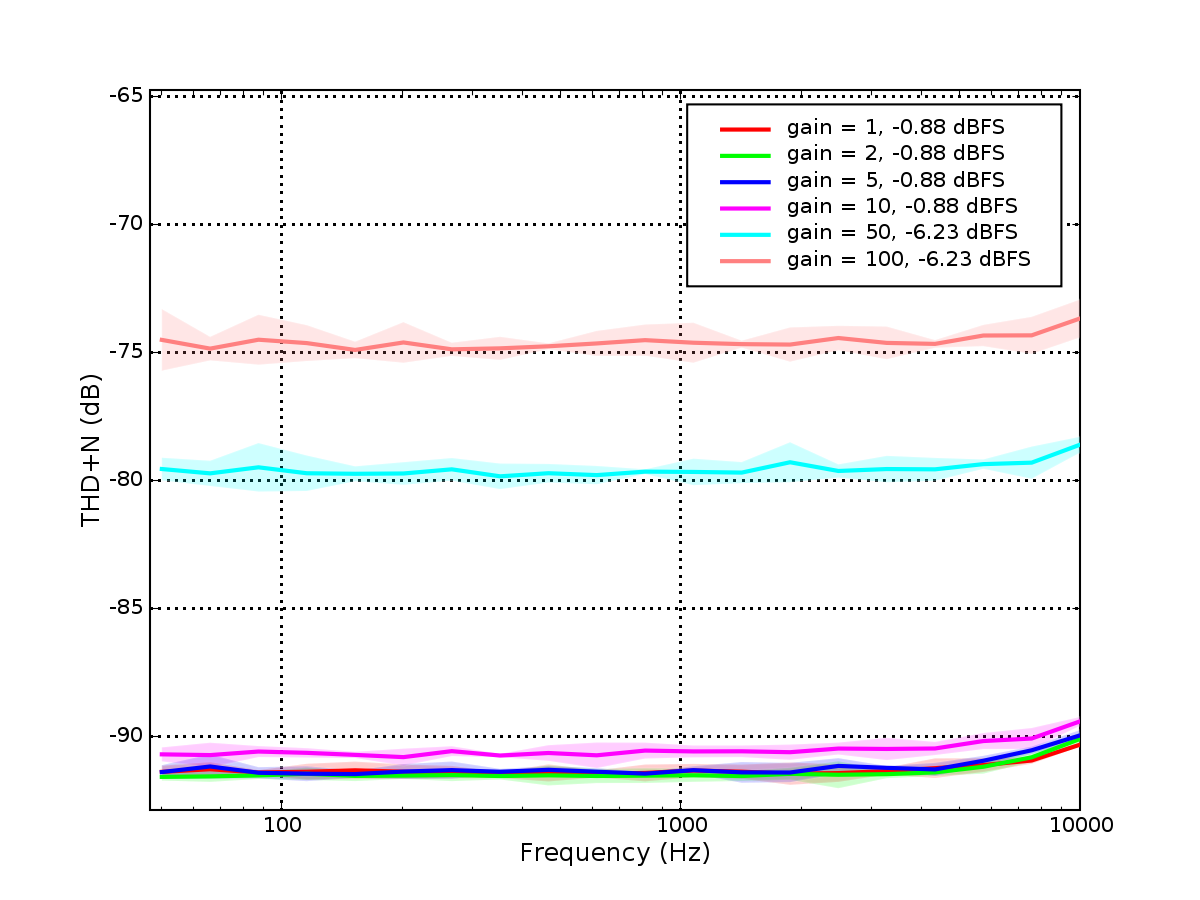 -65
-70
-75
-80
-85
-90
THD+N (dB)
gain = 1, -0.88 dBFS
gain = 2, -0.88 dBFS
gain = 5, -0.88 dBFS
gain = 10, -0.88 dBFS
gain = 50, -6.23 dBFS
gain = 100, -6.23 dBFS
100 1000 10000
Frequency (Hz)